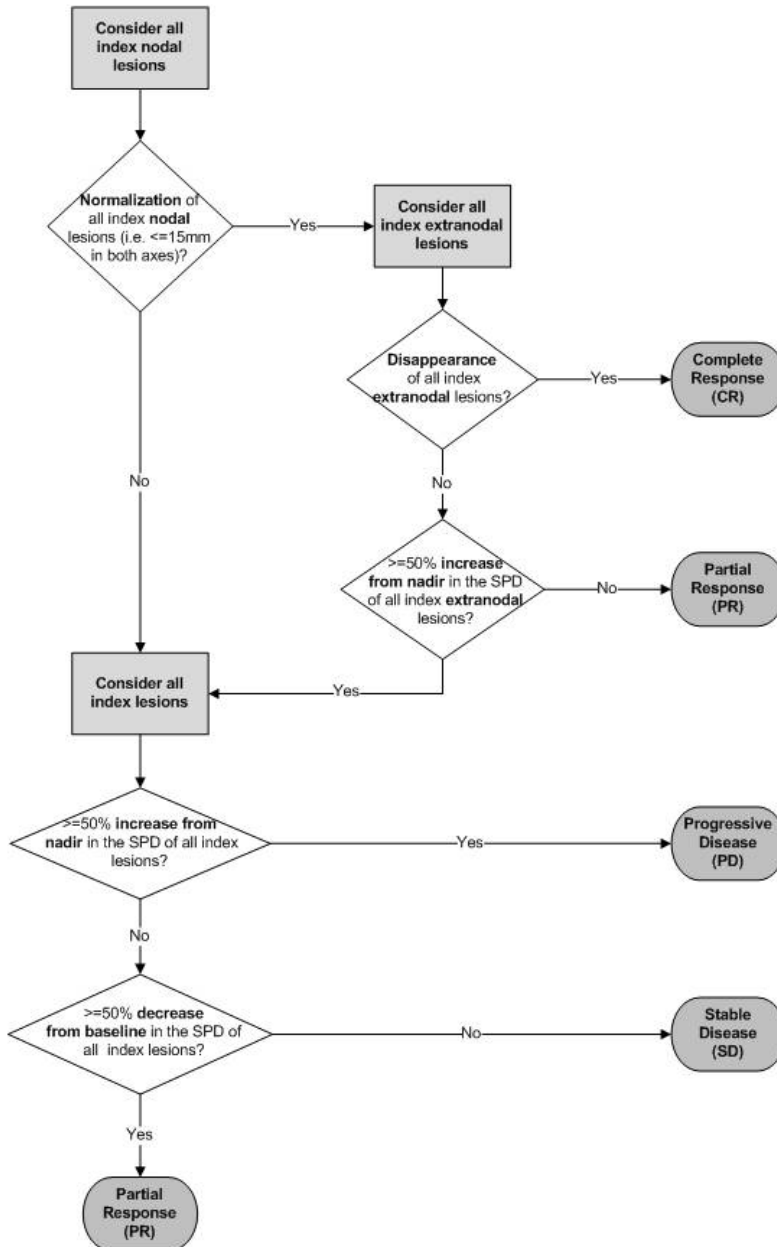 Consider all
index nodal
lesions
Normalization of
all index nodal
lesions (i.e. <=15mm
in both axes)?
Yes
Consider all
index extranodal
lesions
Disappearance
of all index
extranodal lesions?
Yes
Complete
Response
(CR)
No
No
>=50% increase
from nadir in the SPD
of all index extranodal
lesions?
No
Partial
Response
(PR)
Consider all
index lesions
Yes
>=50% increase from
nadir in the SPD of all index
lesions?
Yes
Progressive
Disease
(PD)
No
>=50% decrease
from baseline in the SPD of
all index lesions?
No
Stable
Disease
(SD)
Yes
Partial
Response
(PR)